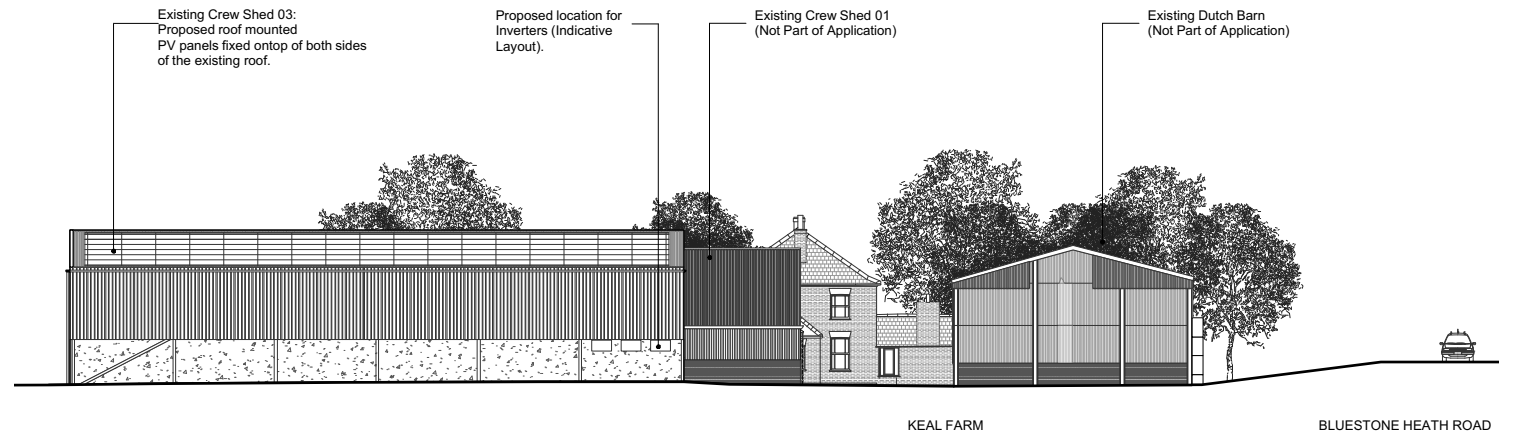 Existing Crew Shed 03:
Proposed roof mounted
PV panels fixed ontop of both sides
of the existing roof.
Proposed location for
Inverters (Indicative
Layout).
Existing Crew Shed 01
(Not Part of Application)
Existing Dutch Barn
(Not Part of Application)
KEAL FARM
BLUESTONE HEATH ROAD